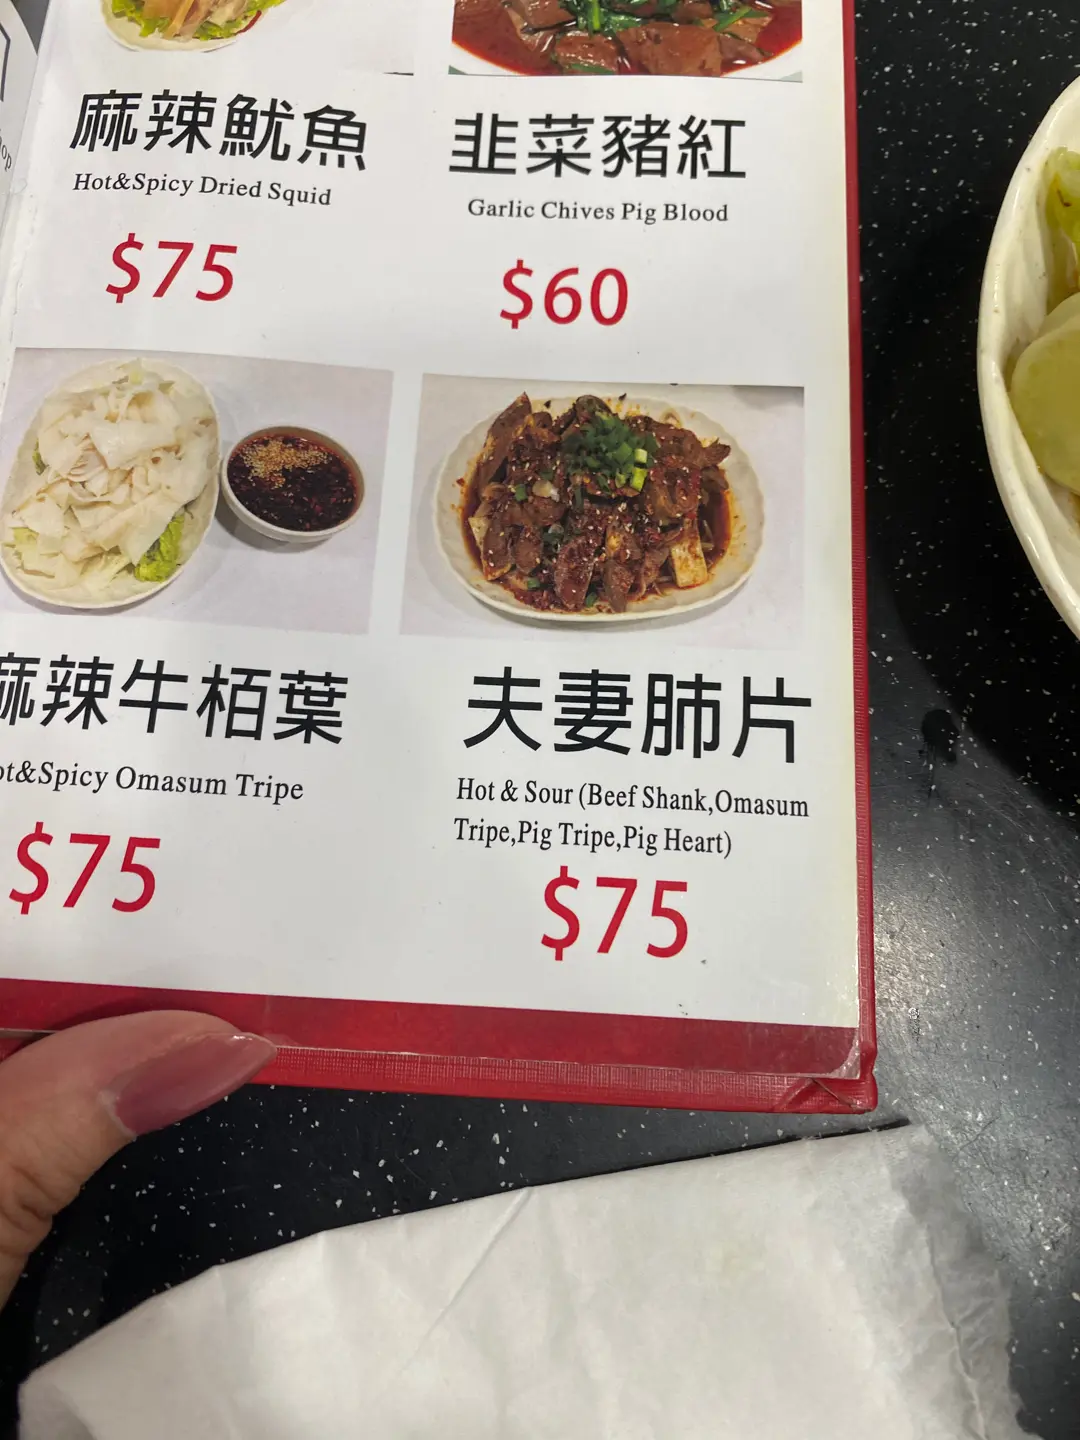 麻辣魷魚
Hot&Spicy Dried Squid
$75
韭菜豬紅
Garlic Chives Pig Blood
$60
麻辣牛栢葉
ot&Spicy Omasum Tripe
$75
夫妻肺片
Hot & Sour (Beef Shank,Omasum
Tripe,Pig Tripe,Pig Heart)
$75